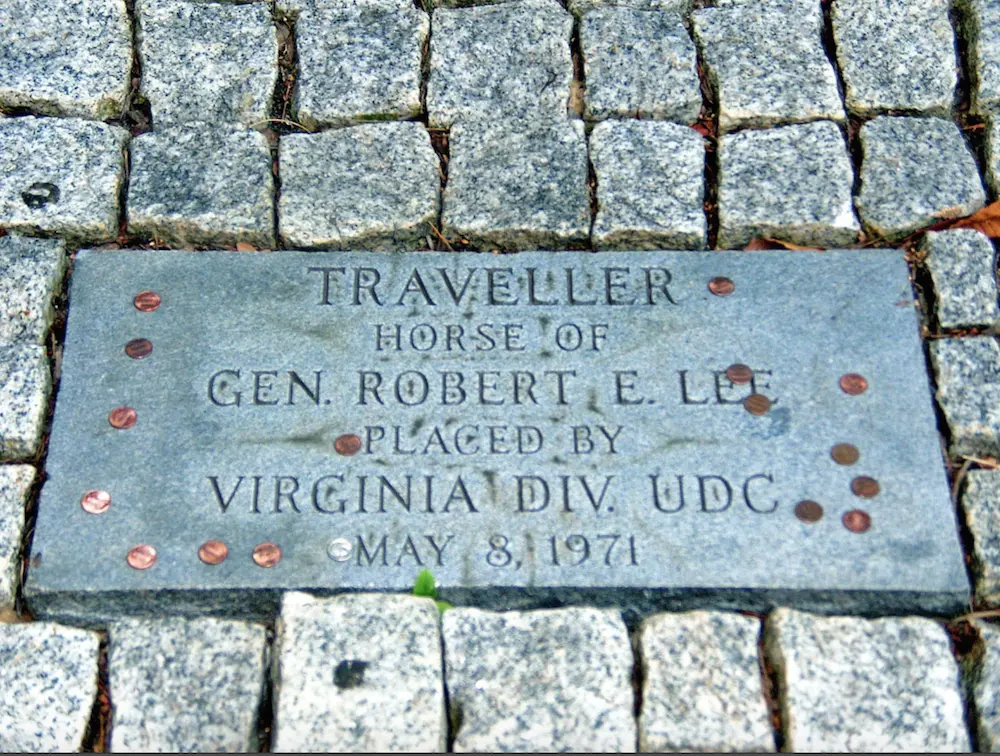 TRAVELLER
HORSE OF
GEN. ROBERT E. LEE
PLACED BY
VIRGINIA DIV. UDC
MAY 8, 1971